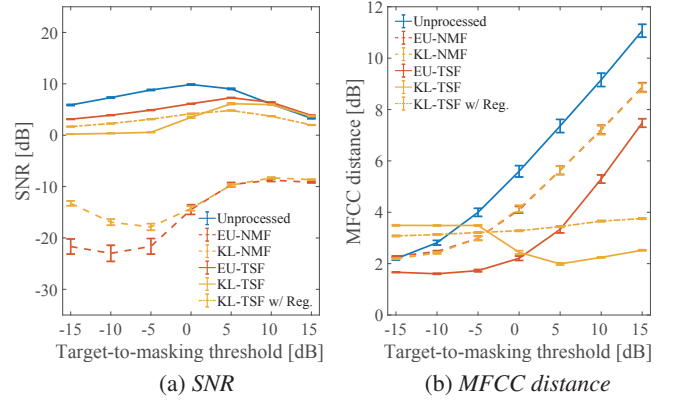 30
20
10
0
-10
-20
-30
SNR [dB]
Unprocessed
EU-NMF
KL-NMF
EU-TSF
KL-TSF
KL-TSF w/ Reg.
-15 -10 -5 0 5 10 15
Target-to-masking threshold [dB]
(a) SNR
12
10
8
6
4
2
0
MFCC distance [dB]
Unprocessed
EU-NMF
KL-NMF
EU-TSF
KL-TSF
KL-TSF w/ Reg.
-15 -10 -5 0 5 10 15
Target-to-masking threshold [dB]
(b) MFCC distance